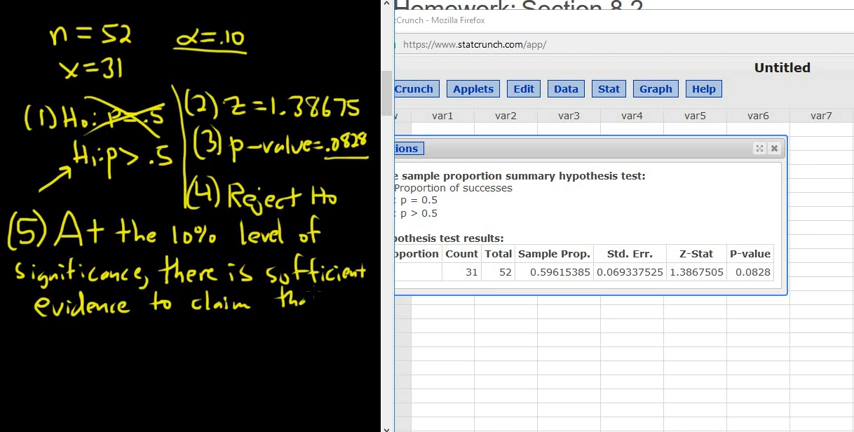 Homework: Section 8.2
n = 52 α = .10
x = 31
(1) H₀: p = .5
H₁: p > .5
(2) Z = 1.38675
(3) p-value = .0828
(4) Reject H₀
(5) At the 10% level of
significance, there is sufficient
evidence to claim tha
Crunch - Mozilla Firefox
https://www.statcrunch.com/app/
Untitled
Crunch Applets Edit Data Stat Graph Help
w var1 var2 var3 var4 var5 var6 var7
ions
e sample proportion summary hypothesis test:
Proportion of successes
: p = 0.5
: p > 0.5
pothesis test results:
oportion Count Total Sample Prop. Std. Err. Z-Stat P-value
31 52 0.59615385 0.069337525 1.3867505 0.0828